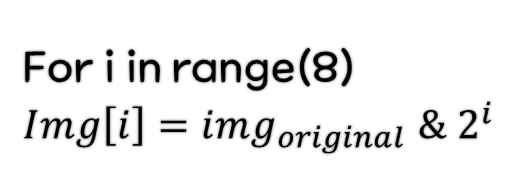 For i in range(8)
Img[i] = img_original & 2^i